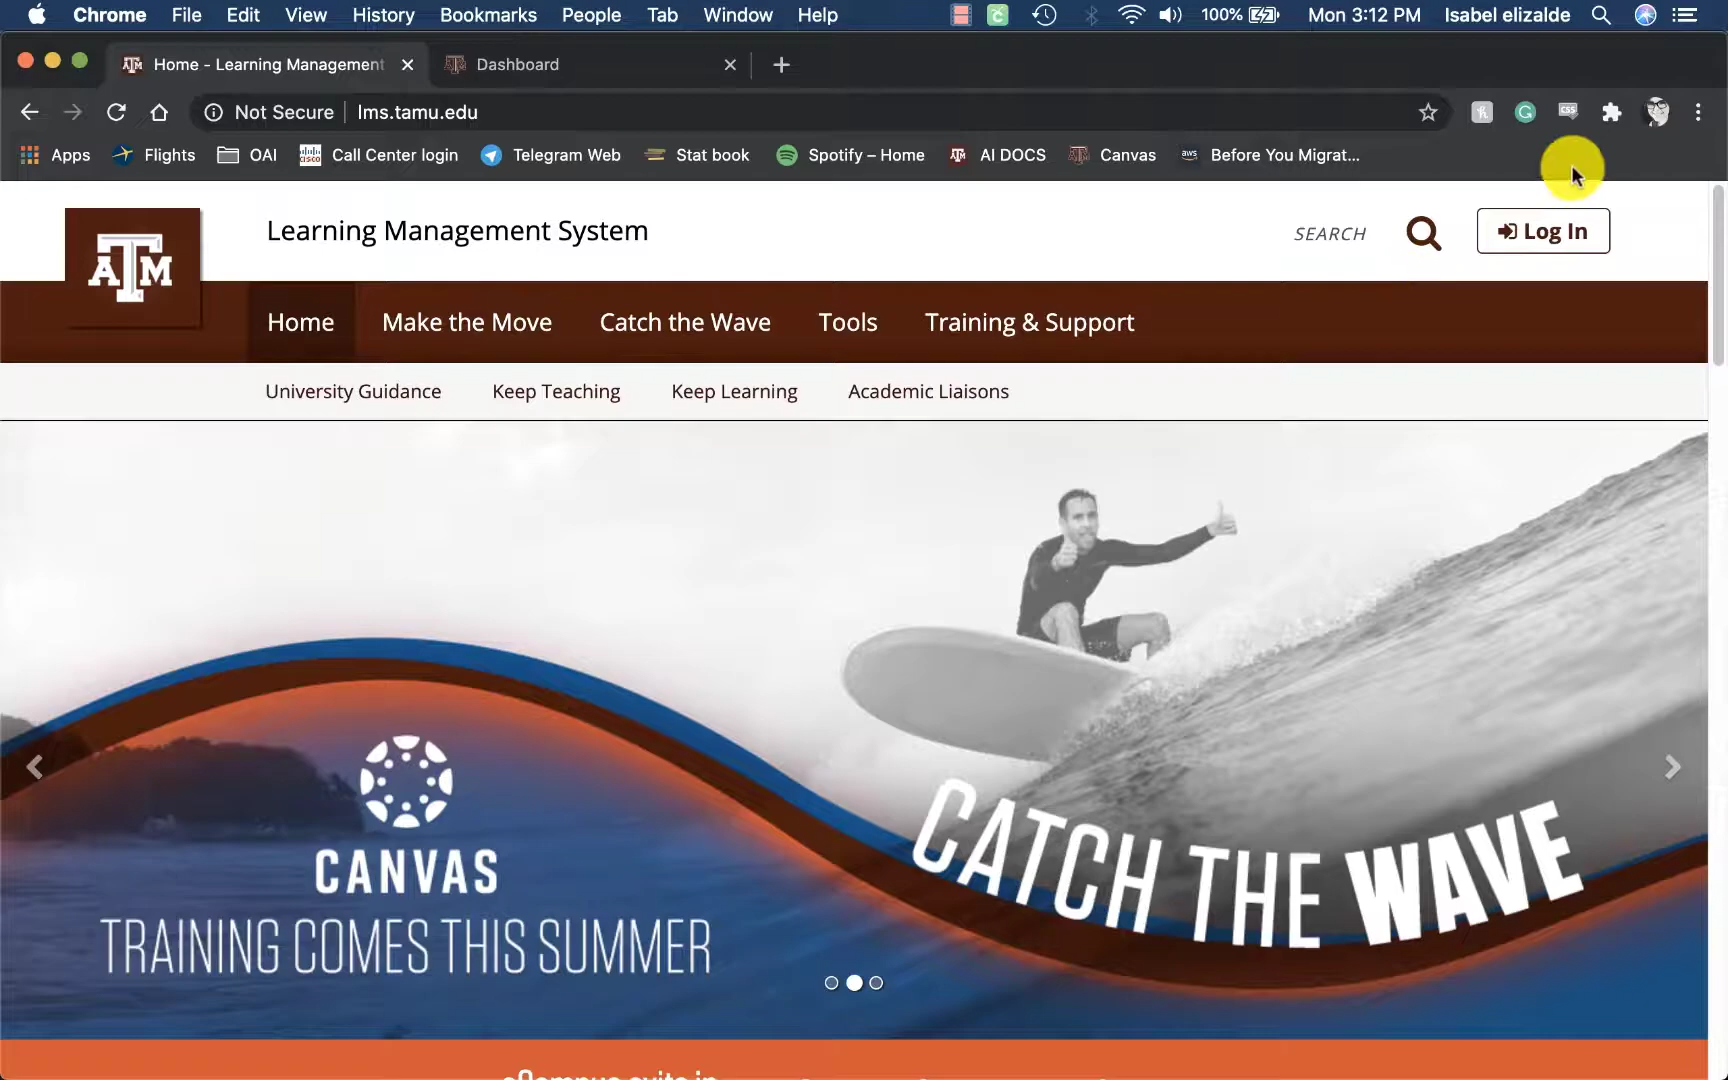 Chrome File Edit View History Bookmarks People Tab Window Help 100% Mon 3:12 PM Isabel elizalde
Home - Learning Management Dashboard
Not Secure lms.tamu.edu
Apps Flights OAI Call Center login Telegram Web Stat book Spotify – Home AI DOCS Canvas Before You Migrat...
Learning Management System SEARCH Log In
ATM
Home Make the Move Catch the Wave Tools Training & Support
University Guidance Keep Teaching Keep Learning Academic Liaisons
CANVAS
TRAINING COMES THIS SUMMER
CATCH THE WAVE